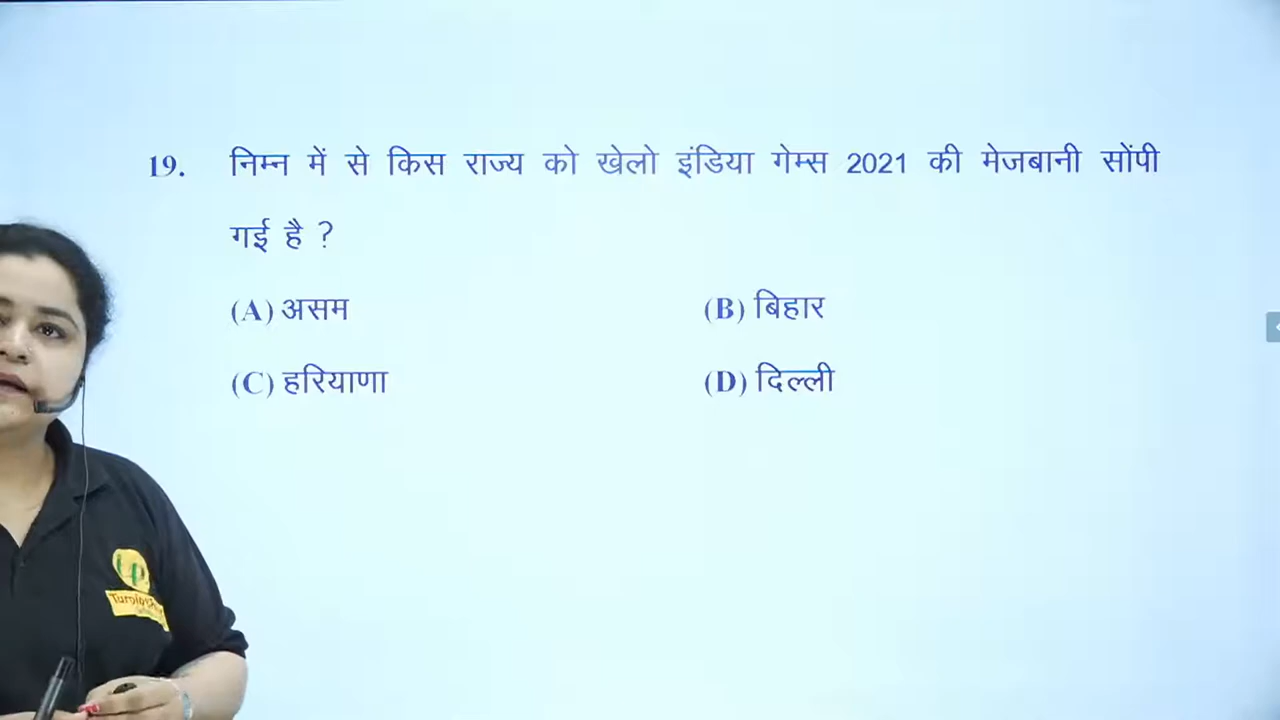 19. निम्न में से किस राज्य को खेलो इंडिया गेम्स 2021 की मेजबानी सोंपी
गई है ?
(A) असम (B) बिहार
(C) हरियाणा (D) दिल्ली